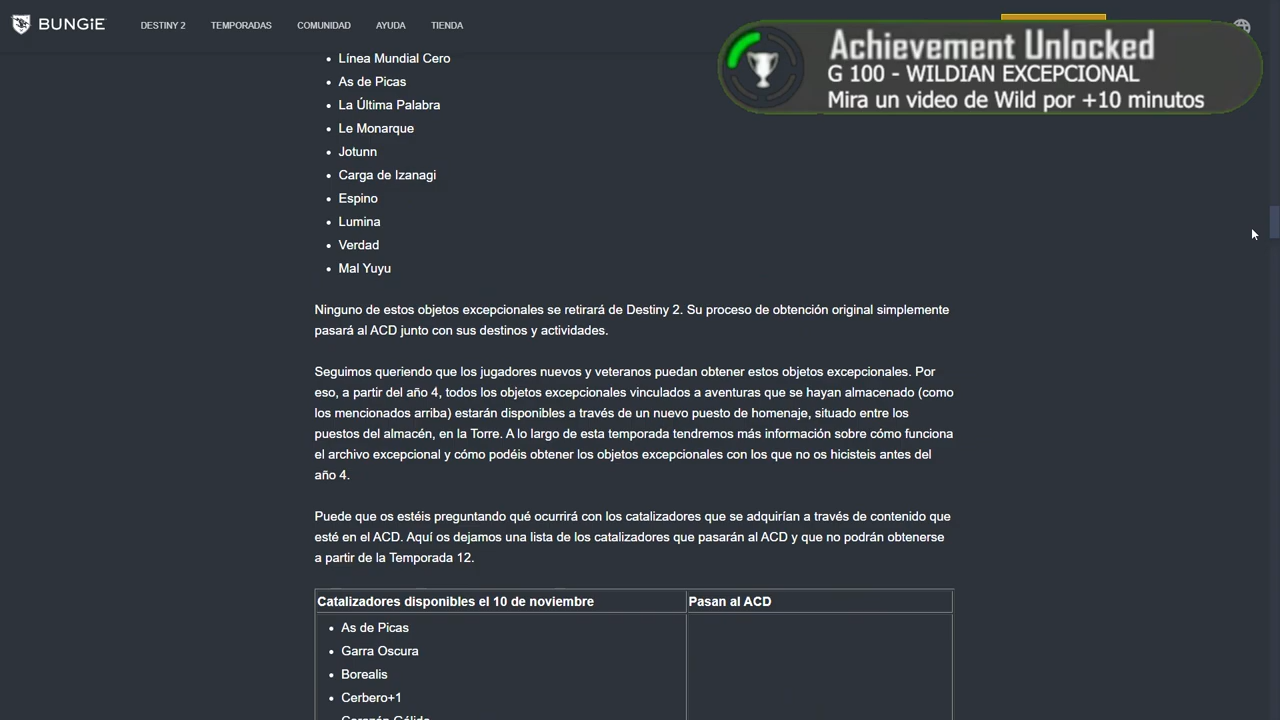 BUNGiE
DESTINY 2
TEMPORADAS
COMUNIDAD
AYUDA
TIENDA
Achievement Unlocked
G 100 - WILDIAN EXCEPCIONAL
Mira un video de Wild por +10 minutos
• Línea Mundial Cero
• As de Picas
• La Última Palabra
• Le Monarque
• Jotunn
• Carga de Izanagi
• Espino
• Lumina
• Verdad
• Mal Yuyu
Ninguno de estos objetos excepcionales se retirará de Destiny 2. Su proceso de obtención original simplemente
pasará al ACD junto con sus destinos y actividades.
Seguimos queriendo que los jugadores nuevos y veteranos puedan obtener estos objetos excepcionales. Por
eso, a partir del año 4, todos los objetos excepcionales vinculados a aventuras que se hayan almacenado (como
los mencionados arriba) estarán disponibles a través de un nuevo puesto de homenaje, situado entre los
puestos del almacén, en la Torre. A lo largo de esta temporada tendremos más información sobre cómo funciona
el archivo excepcional y cómo podéis obtener los objetos excepcionales con los que no os hicisteis antes del
año 4.
Puede que os estéis preguntando qué ocurrirá con los catalizadores que se adquirían a través de contenido que
esté en el ACD. Aquí os dejamos una lista de los catalizadores que pasarán al ACD y que no podrán obtenerse
a partir de la Temporada 12.
Catalizadores disponibles el 10 de noviembre
Pasan al ACD
• As de Picas
• Garra Oscura
• Borealis
• Cerbero+1
Corazón Gélido